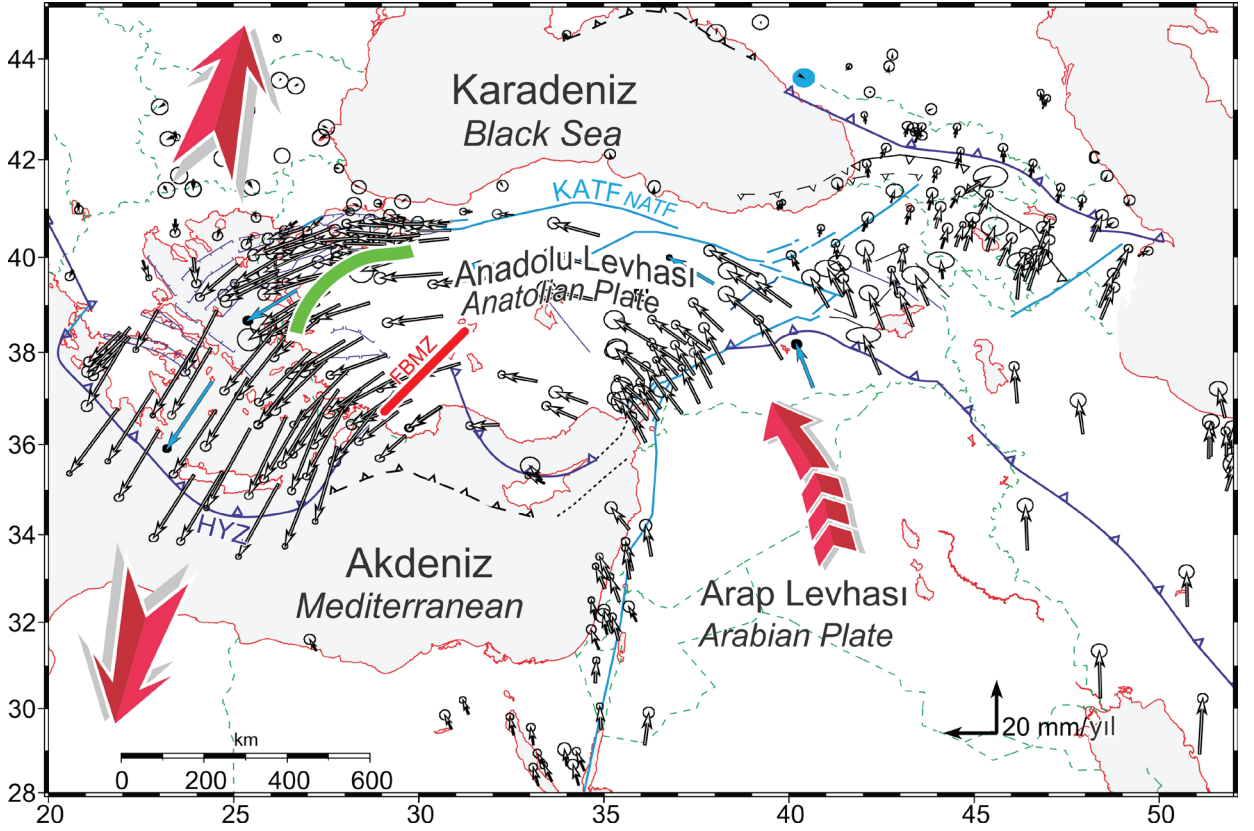 44
42
40
38
36
34
32
30
28
20
25
30
35
40
45
50
Karadeniz
Black Sea
KATF NATF
C
Anadolu Levhası
Anatolian Plate
FBMZ
HYZ
Akdeniz
Mediterranean
Arap Levhası
Arabian Plate
20 mm/yıl
km
0 200 400 600